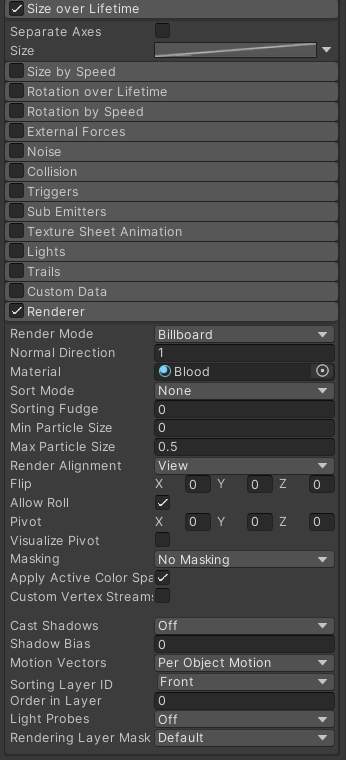 Size over Lifetime
Separate Axes
Size
Size by Speed
Rotation over Lifetime
Rotation by Speed
External Forces
Noise
Collision
Triggers
Sub Emitters
Texture Sheet Animation
Lights
Trails
Custom Data
Renderer
Render Mode Billboard
Normal Direction 1
Material Blood
Sort Mode None
Sorting Fudge 0
Min Particle Size 0
Max Particle Size 0.5
Render Alignment View
Flip X 0 Y 0 Z 0
Allow Roll
Pivot X 0 Y 0 Z 0
Visualize Pivot
Masking No Masking
Apply Active Color Spa
Custom Vertex Streams
Cast Shadows Off
Shadow Bias 0
Motion Vectors Per Object Motion
Sorting Layer ID Front
Order in Layer 0
Light Probes Off
Rendering Layer Mask Default